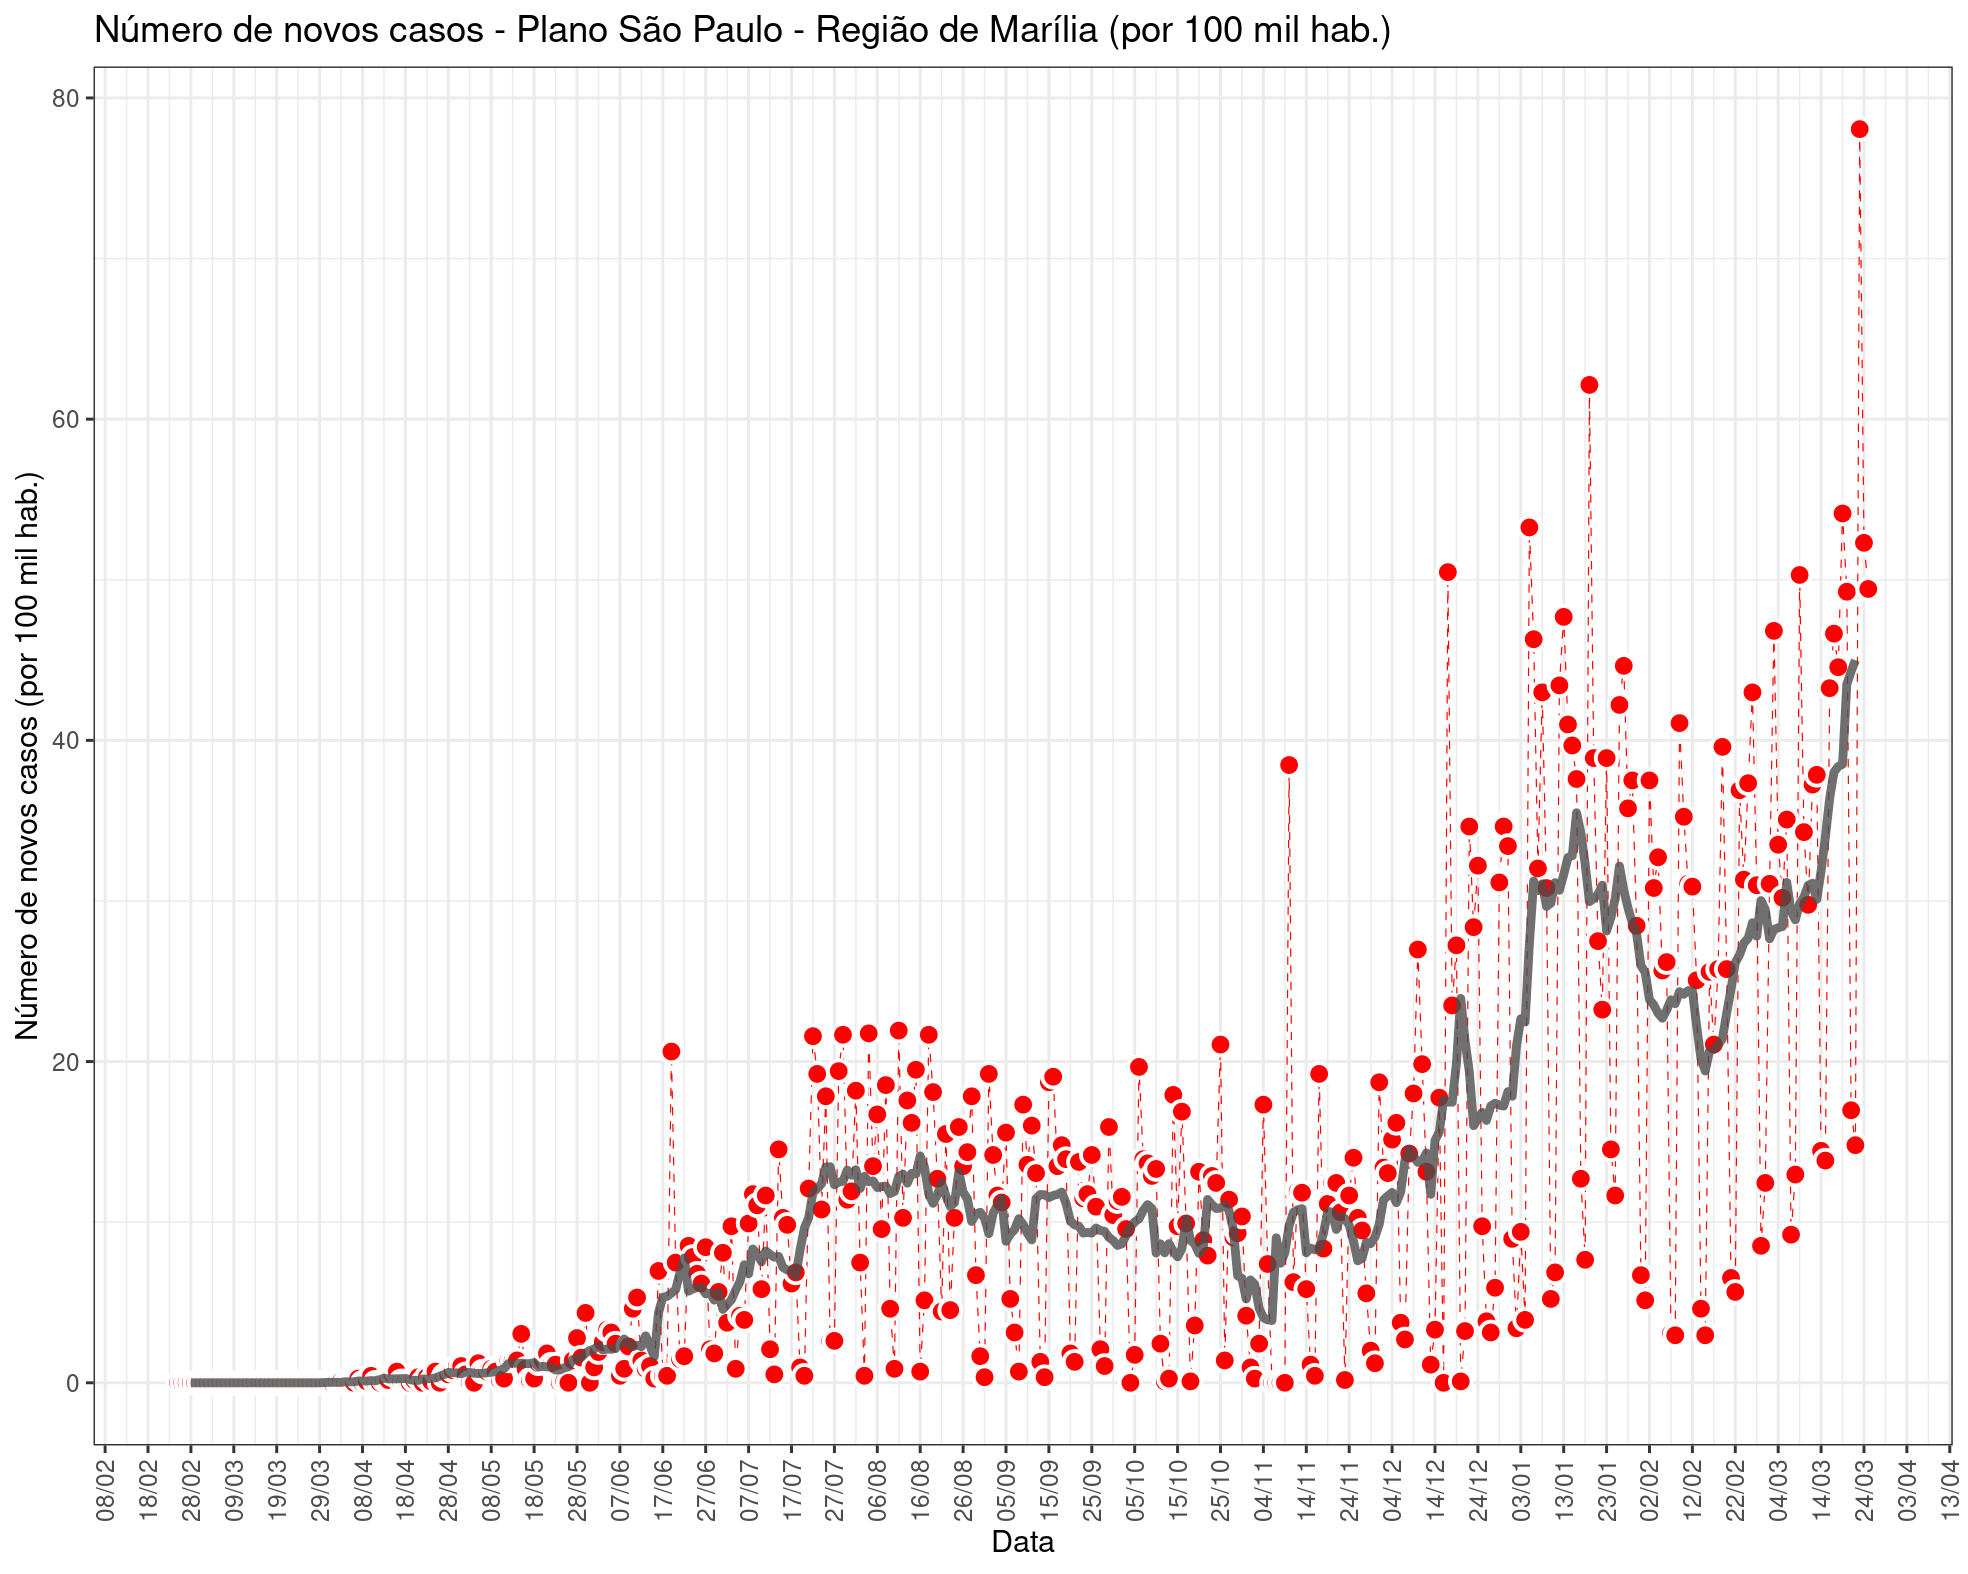 Número de novos casos - Plano São Paulo - Região de Marília (por 100 mil hab.)
Número de novos casos (por 100 mil hab.)
80
60
40
20
0
08/02 18/02 28/02 09/03 19/03 29/03 08/04 18/04 28/04 08/05 18/05 28/05 07/06 17/06 27/06 07/07 17/07 27/07 06/08 16/08 26/08 05/09 15/09 25/09 05/10 15/10 25/10 04/11 14/11 24/11 04/12 14/12 24/12 03/01 13/01 23/01 02/02 12/02 22/02 04/03 14/03 24/03 03/04 13/04
Data